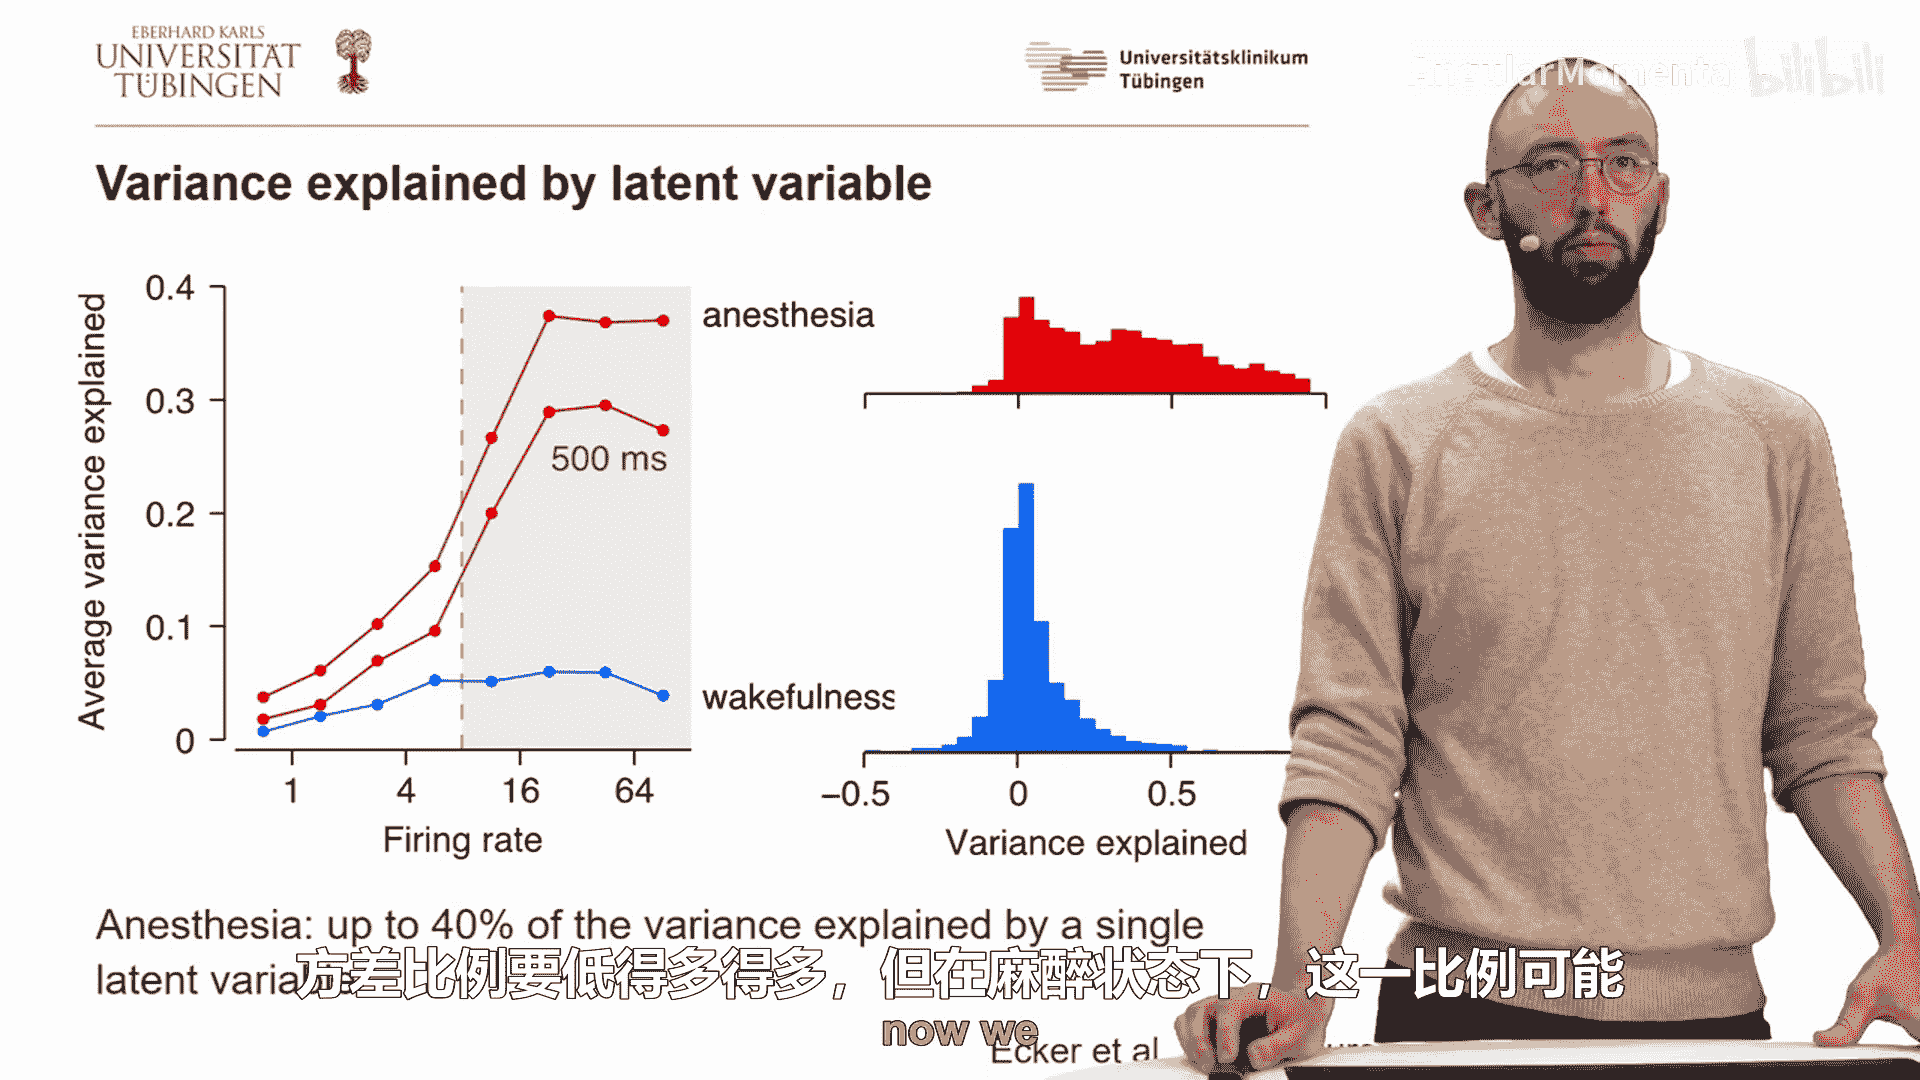 EBERHARD KARLS
UNIVERSITÄT
TÜBINGEN
Universitätsklinikum
Tübingen
AngularMomenta bilibili
Variance explained by latent variable
Average variance explained
0.4
0.3
0.2
0.1
0
1 4 16 64
Firing rate
anesthesia
500 ms
wakefulness
−0.5 0 0.5
Variance explained
Anesthesia: up to 40% of the variance explained by a single
latent
方差比例要低得多得多，但在麻醉状态下，这一比例可能
now we
Ecker et al